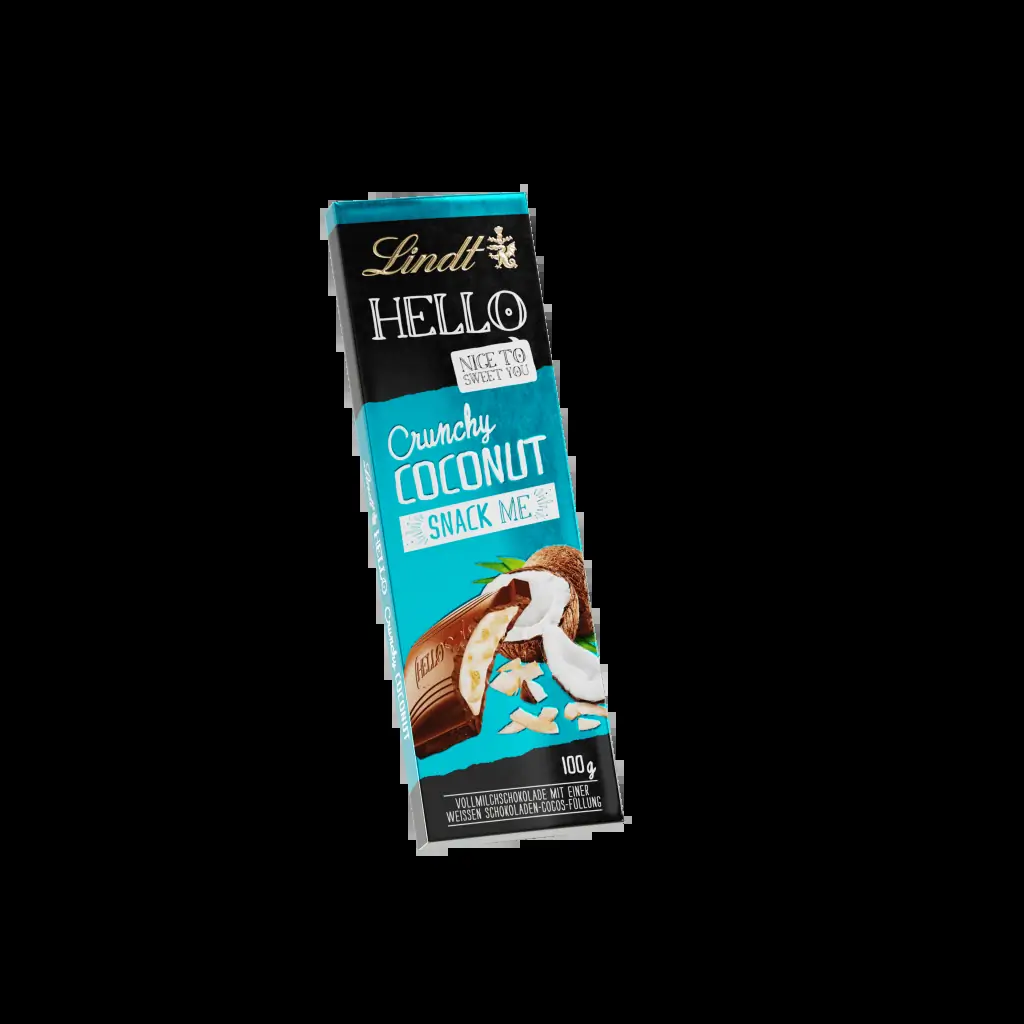 Lindt
HELLO
NICE TO
SWEET YOU
Crunchy
COCONUT
SNACK ME
HELLO
100 g
VOLLMILCHSCHOKOLADE MIT EINER
WEISSEN SCHOKOLADEN-COCOS-FÜLLUNG
Lindt HELLO Crunchy COCONUT